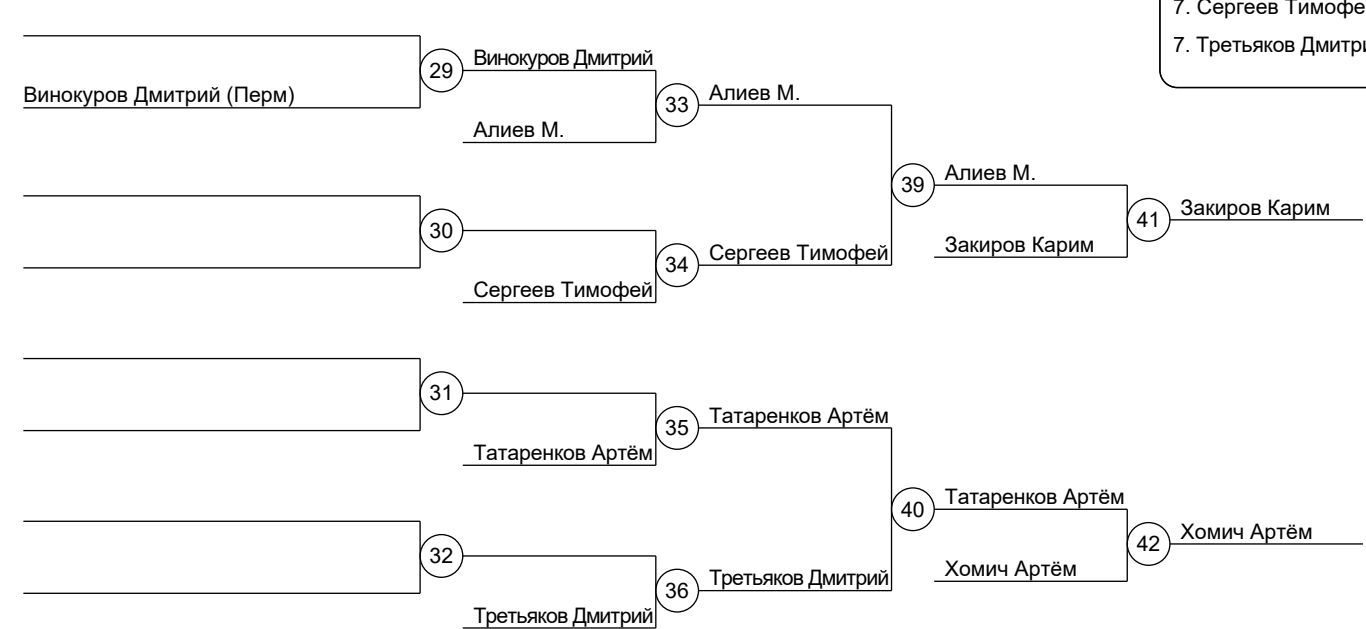 7. Сергеев
7. Третьяков
29
Винокуров Дмитрий
Винокуров Дмитрий (Перм)
33
Алиев М.
Алиев М.
39
Алиев М.
30
34
Сергеев Тимофей
Сергеев Тимофей
Закиров Карим
41
Закиров Карим
31
35
Татаренков Артём
Татаренков Артём
40
Татаренков Артём
32
36
Третьяков Дмитрий
Третьяков Дмитрий
Хомич Артём
42
Хомич Артём